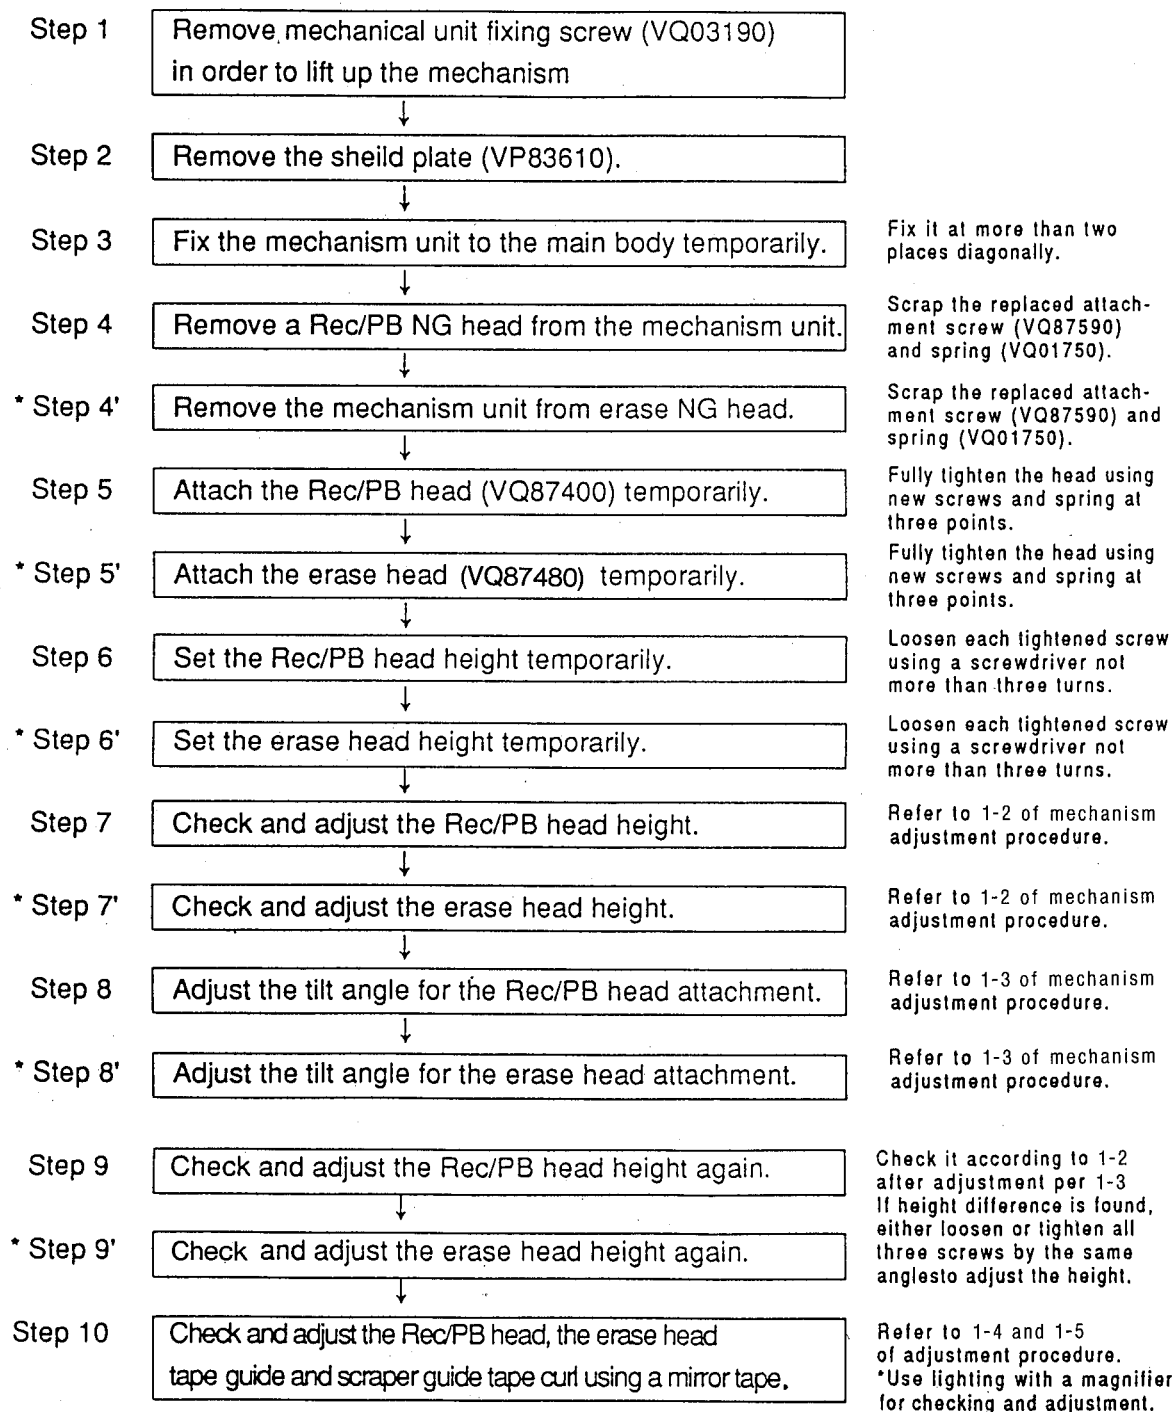 Step 1
Remove mechanical unit fixing screw (VQ03190)
in order to lift up the mechanism
Step 2
Remove the sheild plate (VP83610).
Step 3
Fix the mechanism unit to the main body temporarily.
Fix it at more than two
places diagonally.
Step 4
Remove a Rec/PB NG head from the mechanism unit.
Scrap the replaced attach-
ment screw (VQ87590)
and spring (VQ01750).
* Step 4'
Remove the mechanism unit from erase NG head.
Scrap the replaced attach-
ment screw (VQ87590) and
spring (VQ01750).
Step 5
Attach the Rec/PB head (VQ87400) temporarily.
Fully tighten the head using
new screws and spring at
three points.
* Step 5'
Attach the erase head (VQ87480) temporarily.
Fully tighten the head using
new screws and spring at
three points.
Step 6
Set the Rec/PB head height temporarily.
Loosen each tightened screw
using a screwdriver not
more than three turns.
* Step 6'
Set the erase head height temporarily.
Loosen each tightened screw
using a screwdriver not
more than three turns.
Step 7
Check and adjust the Rec/PB head height.
Refer to 1-2 of mechanism
adjustment procedure.
* Step 7'
Check and adjust the erase head height.
Refer to 1-2 of mechanism
adjustment procedure.
Step 8
Adjust the tilt angle for the Rec/PB head attachment.
Refer to 1-3 of mechanism
adjustment procedure.
* Step 8'
Adjust the tilt angle for the erase head attachment.
Refer to 1-3 of mechanism
adjustment procedure.
Step 9
Check and adjust the Rec/PB head height again.
Check it according to 1-2
after adjustment per 1-3
If height difference is found,
either loosen or tighten all
three screws by the same
anglesto adjust the height.
* Step 9'
Check and adjust the erase head height again.
Step 10
Check and adjust the Rec/PB head, the erase head
tape guide and scraper guide tape curl using a mirror tape.
Refer to 1-4 and 1-5
of adjustment procedure.
*Use lighting with a magnifier
for checking and adjustment.